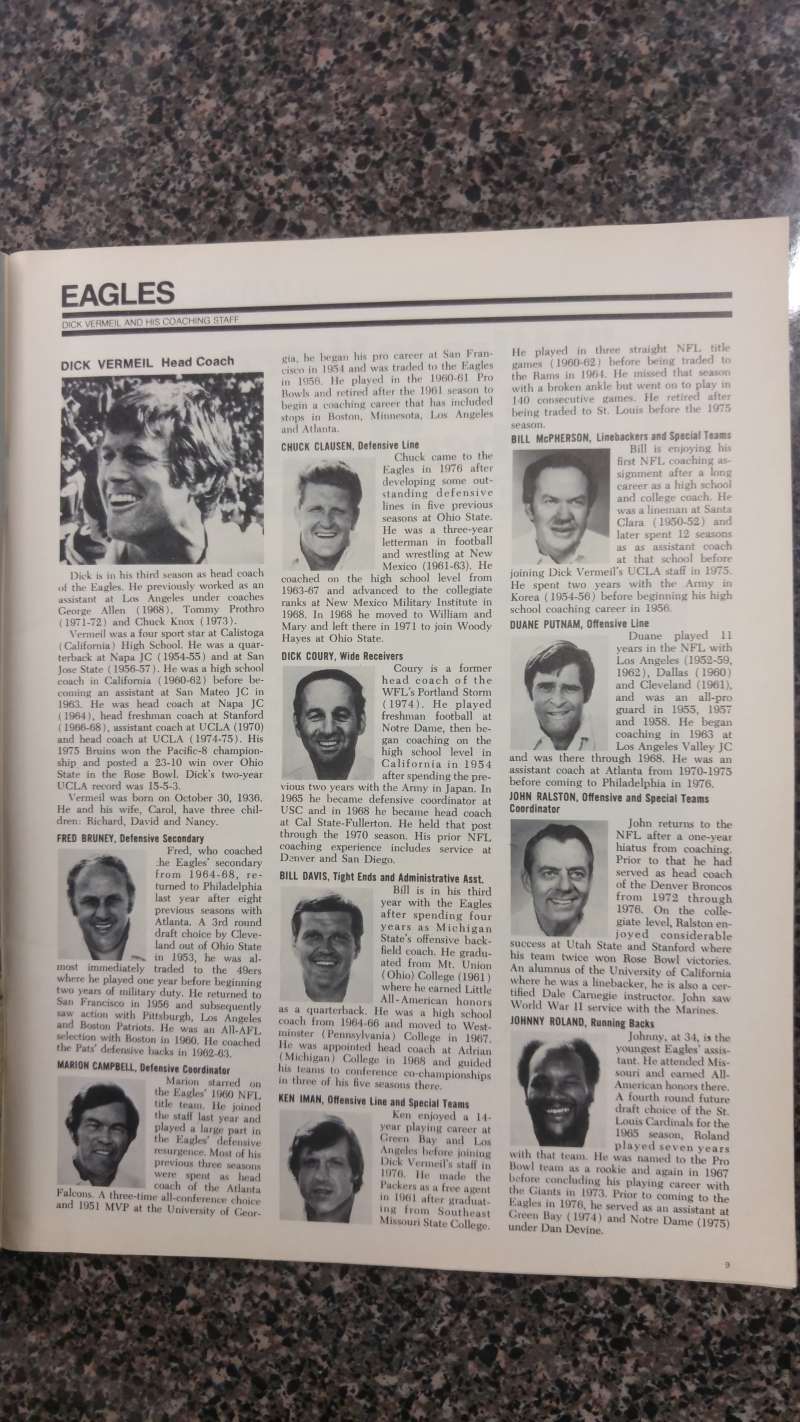 EAGLES
DICK VERMEIL AND HIS COACHING STAFF
DICK VERMEIL Head Coach
Dick is in his third season as head coach
of the Eagles. He previously worked as an
assistant at Los Angeles under coaches
George Allen (1968), Tommy Prothro
(1971-72) and Chuck Knox (1973).
Vermeil was a four sport star at Calistoga
(California) High School. He was a quar-
terback at Napa JC (1954-55) and at San
Jose State (1956-57). He was a high school
coach in California (1960-62) before be-
coming an assistant at San Mateo JC in
1963. He was head coach at Napa JC
(1964), head freshman coach at Stanford
(1966-68), assistant coach at UCLA (1970)
and head coach at UCLA (1974-75). His
1975 Bruins won the Pacific-8 champion-
ship and posted a 23-10 win over Ohio
State in the Rose Bowl. Dick's two-year
UCLA record was 15-5-3.
Vermeil was born on October 30, 1936.
He and his wife, Carol, have three chil-
dren: Richard, David and Nancy.
FRED BRUNEY, Defensive Secondary
Fred, who coached
the Eagles' secondary
from 1964-68, re-
turned to Philadelphia
last year after eight
previous seasons with
Atlanta. A 3rd round
draft choice by Cleve-
land out of Ohio State
in 1953, he was al-
most immediately traded to the 49ers
where he played one year before beginning
two years of military duty. He returned to
San Francisco in 1956 and subsequently
saw action with Pittsburgh, Los Angeles
and Boston Patriots. He was an All-AFL
selection with Boston in 1960. He coached
the Pats' defensive backs in 1962-63.
MARION CAMPBELL, Defensive Coordinator
Marion starred on
the Eagles' 1960 NFL
title team. He joined
the staff last year and
played a large part in
the Eagles' defensive
resurgence. Most of his
previous three seasons
were spent as head
coach of the Atlanta
Falcons. A three-time all-conference choice
and 1951 MVP at the University of Geor-
gia, he began his pro career at San Fran-
cisco in 1954 and was traded to the Eagles
in 1956. He played in the 1960-61 Pro
Bowls and retired after the 1961 season to
begin a coaching career that has included
stops in Boston, Minnesota, Los Angeles
and Atlanta.
CHUCK CLAUSEN, Defensive Line
Chuck came to the
Eagles in 1976 after
developing some out-
standing defensive
lines in five previous
seasons at Ohio State.
He was a three-year
letterman in football
and wrestling at New
Mexico (1961-63). He
coached on the high school level from
1963-67 and advanced to the collegiate
ranks at New Mexico Military Institute in
1968. In 1968 he moved to William and
Mary and left there in 1971 to join Woody
Hayes at Ohio State.
DICK COURY, Wide Receivers
Coury is a former
head coach of the
WFL's Portland Storm
(1974). He played
freshman football at
Notre Dame, then be-
gan coaching on the
high school level in
California in 1954
after spending the pre-
vious two years with the Army in Japan. In
1965 he became defensive coordinator at
USC and in 1968 he became head coach
at Cal State-Fullerton. He held that post
through the 1970 season. His prior NFL
coaching experience includes service at
Denver and San Diego.
BILL DAVIS, Tight Ends and Administrative Asst.
Bill is in his third
year with the Eagles
after spending four
years as Michigan
State's offensive back-
field coach. He gradu-
ated from Mt. Union
(Ohio) College (1961)
where he earned Little
All-American honors
as a quarterback. He was a high school
coach from 1964-66 and moved to West-
minster (Pennsylvania) College in 1967.
He was appointed head coach at Adrian
(Michigan) College in 1968 and guided
his teams to conference co-championships
in three of his five seasons there.
KEN IMAN, Offensive Line and Special Teams
Ken enjoyed a 14-
year playing career at
Green Bay and Los
Angeles before joining
Dick Vermeil's staff in
1976. He made the
Packers as a free agent
in 1961 after graduat-
ing from Southeast
Missouri State College.
He played in three straight NFL title
games (1960-62) before being traded to
the Rams in 1964. He missed that season
with a broken ankle but went on to play in
140 consecutive games. He retired after
being traded to St. Louis before the 1975
season.
BILL McPHERSON, Linebackers and Special Teams
Bill is enjoying his
first NFL coaching as-
signment after a long
career as a high school
and college coach. He
was a lineman at Santa
Clara (1950-52) and
later spent 12 seasons
as as assistant coach
at that school before
joining Dick Vermeil's UCLA staff in 1975.
He spent two years with the Army in
Korea (1954-56) before beginning his high
school coaching career in 1956.
DUANE PUTNAM, Offensive Line
Duane played 11
years in the NFL with
Los Angeles (1952-59,
1962), Dallas (1960)
and Cleveland (1961),
and was an all-pro
guard in 1955, 1957
and 1958. He began
coaching in 1963 at
Los Angeles Valley JC
and was there through 1968. He was an
assistant coach at Atlanta from 1970-1975
before coming to Philadelphia in 1976.
JOHN RALSTON, Offensive and Special Teams
Coordinator
John returns to the
NFL after a one-year
hiatus from coaching.
Prior to that he had
served as head coach
of the Denver Broncos
from 1972 through
1976. On the colle-
giate level, Ralston en-
joyed considerable
success at Utah State and Stanford where
his team twice won Rose Bowl victories.
An alumnus of the University of California
where he was a linebacker, he is also a cer-
tified Dale Carnegie instructor. John saw
World War II service with the Marines.
JOHNNY ROLAND, Running Backs
Johnny, at 34, is the
youngest Eagles' assis-
tant. He attended Mis-
souri and earned All-
American honors there.
A fourth round future
draft choice of the St.
Louis Cardinals for the
1965 season, Roland
played seven years
with that team. He was named to the Pro
Bowl team as a rookie and again in 1967
before concluding his playing career with
the Giants in 1973. Prior to coming to the
Eagles in 1976, he served as an assistant at
Green Bay (1974) and Notre Dame (1975)
under Dan Devine.
9